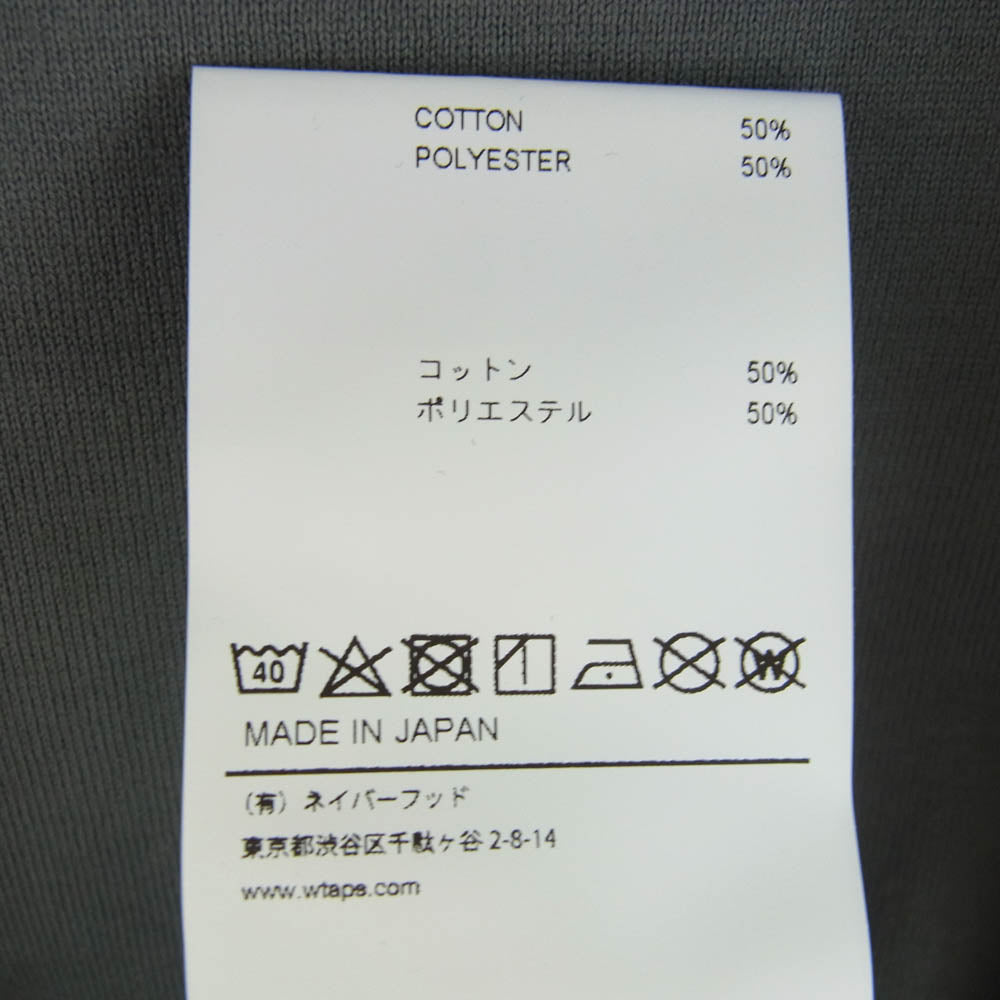 COTTON 50%
POLYESTER 50%
コットン 50%
ポリエステル 50%
40 W
MADE IN JAPAN
(有) ネイバーフッド
東京都渋谷区千駄ヶ谷 2-8-14
www.wtaps.com